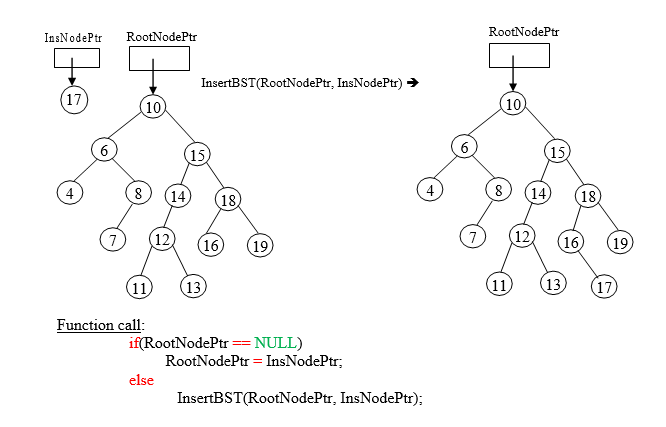 InsNodePtr RootNodePtr RootNodePtr
InsertBST(RootNodePtr, InsNodePtr) →
17 10 10
6 15 6 15
4 8 14 18 4 8 14 18
7 12 16 19 7 12 16 19
11 13 11 13 17
Function call:
if(RootNodePtr == NULL)
RootNodePtr = InsNodePtr;
else
InsertBST(RootNodePtr, InsNodePtr);